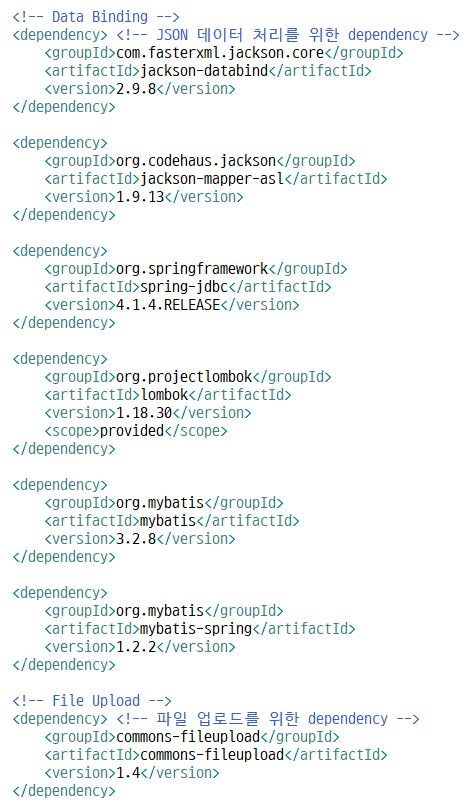 <!-- Data Binding -->
<dependency> <!-- JSON 데이터 처리를 위한 dependency -->
    <groupId>com.fasterxml.jackson.core</groupId>
    <artifactId>jackson-databind</artifactId>
    <version>2.9.8</version>
</dependency>

<dependency>
    <groupId>org.codehaus.jackson</groupId>
    <artifactId>jackson-mapper-asl</artifactId>
    <version>1.9.13</version>
</dependency>

<dependency>
    <groupId>org.springframework</groupId>
    <artifactId>spring-jdbc</artifactId>
    <version>4.1.4.RELEASE</version>
</dependency>

<dependency>
    <groupId>org.projectlombok</groupId>
    <artifactId>lombok</artifactId>
    <version>1.18.30</version>
    <scope>provided</scope>
</dependency>

<dependency>
    <groupId>org.mybatis</groupId>
    <artifactId>mybatis</artifactId>
    <version>3.2.8</version>
</dependency>

<dependency>
    <groupId>org.mybatis</groupId>
    <artifactId>mybatis-spring</artifactId>
    <version>1.2.2</version>
</dependency>

<!-- File Upload -->
<dependency> <!-- 파일 업로드를 위한 dependency -->
    <groupId>commons-fileupload</groupId>
    <artifactId>commons-fileupload</artifactId>
    <version>1.4</version>
</dependency>